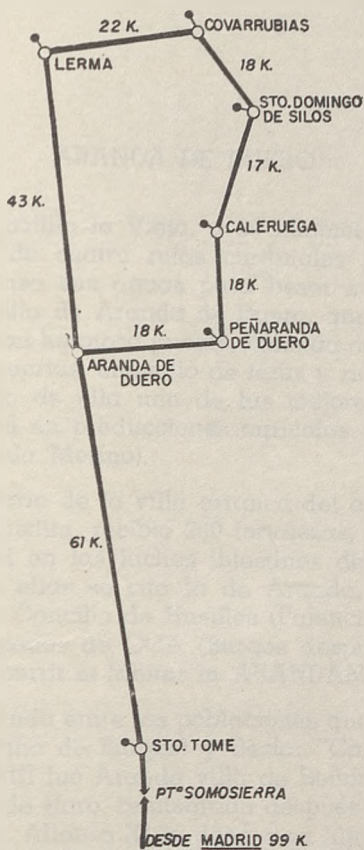 22 K.
COVARRUBIAS
LERMA
18 K.
STO. DOMINGO
DE SILOS
17 K.
43 K.
CALERUEGA
18 K.
18 K.
PEÑARANDA
DE DUERO
ARANDA DE
DUERO
61 K.
STO. TOME
PTº SOMOSIERRA
DESDE MADRID 99 K.